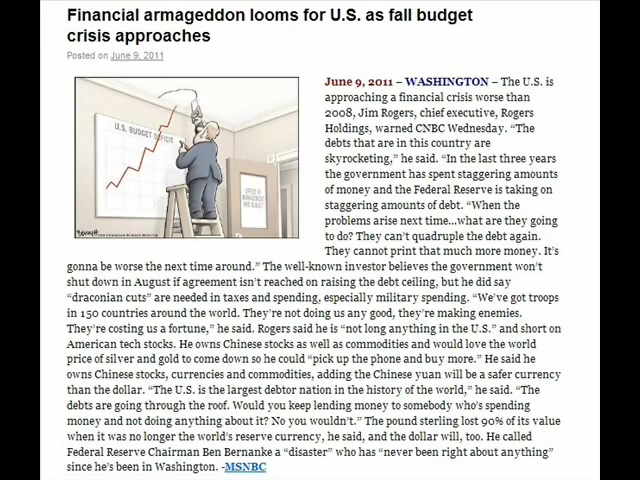 Financial armageddon looms for U.S. as fall budget
crisis approaches
Posted on June 9, 2011
U.S. BUDGET DEFICIT
OFFICE OF
MANAGEMENT
AND BUDGET
June 9, 2011 – WASHINGTON – The U.S. is
approaching a financial crisis worse than
2008, Jim Rogers, chief executive, Rogers
Holdings, warned CNBC Wednesday. “The
debts that are in this country are
skyrocketing,” he said. “In the last three years
the government has spent staggering amounts
of money and the Federal Reserve is taking on
staggering amounts of debt. “When the
problems arise next time…what are they going
to do? They can’t quadruple the debt again.
They cannot print that much more money. It’s
gonna be worse the next time around.” The well-known investor believes the government won’t
shut down in August if agreement isn’t reached on raising the debt ceiling, but he did say
“draconian cuts” are needed in taxes and spending, especially military spending. “We’ve got troops
in 150 countries around the world. They’re not doing us any good, they’re making enemies.
They’re costing us a fortune,” he said. Rogers said he is “not long anything in the U.S.” and short on
American tech stocks. He owns Chinese stocks as well as commodities and would love the world
price of silver and gold to come down so he could “pick up the phone and buy more.” He said he
owns Chinese stocks, currencies and commodities, adding the Chinese yuan will be a safer currency
than the dollar. “The U.S. is the largest debtor nation in the history of the world,” he said. “The
debts are going through the roof. Would you keep lending money to somebody who’s spending
money and not doing anything about it? No you wouldn’t.” The pound sterling lost 90% of its value
when it was no longer the world’s reserve currency, he said, and the dollar will, too. He called
Federal Reserve Chairman Ben Bernanke a “disaster” who has “never been right about anything”
since he’s been in Washington. -MSNBC